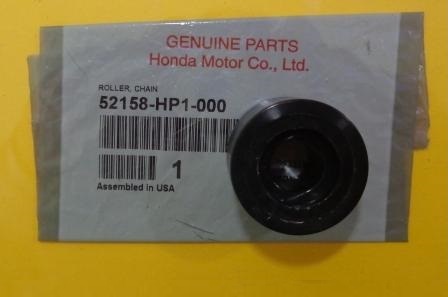 GENUINE PARTS
Honda Motor Co., Ltd.
ROLLER, CHAIN
52158-HP1-000
1
Assembled in USA